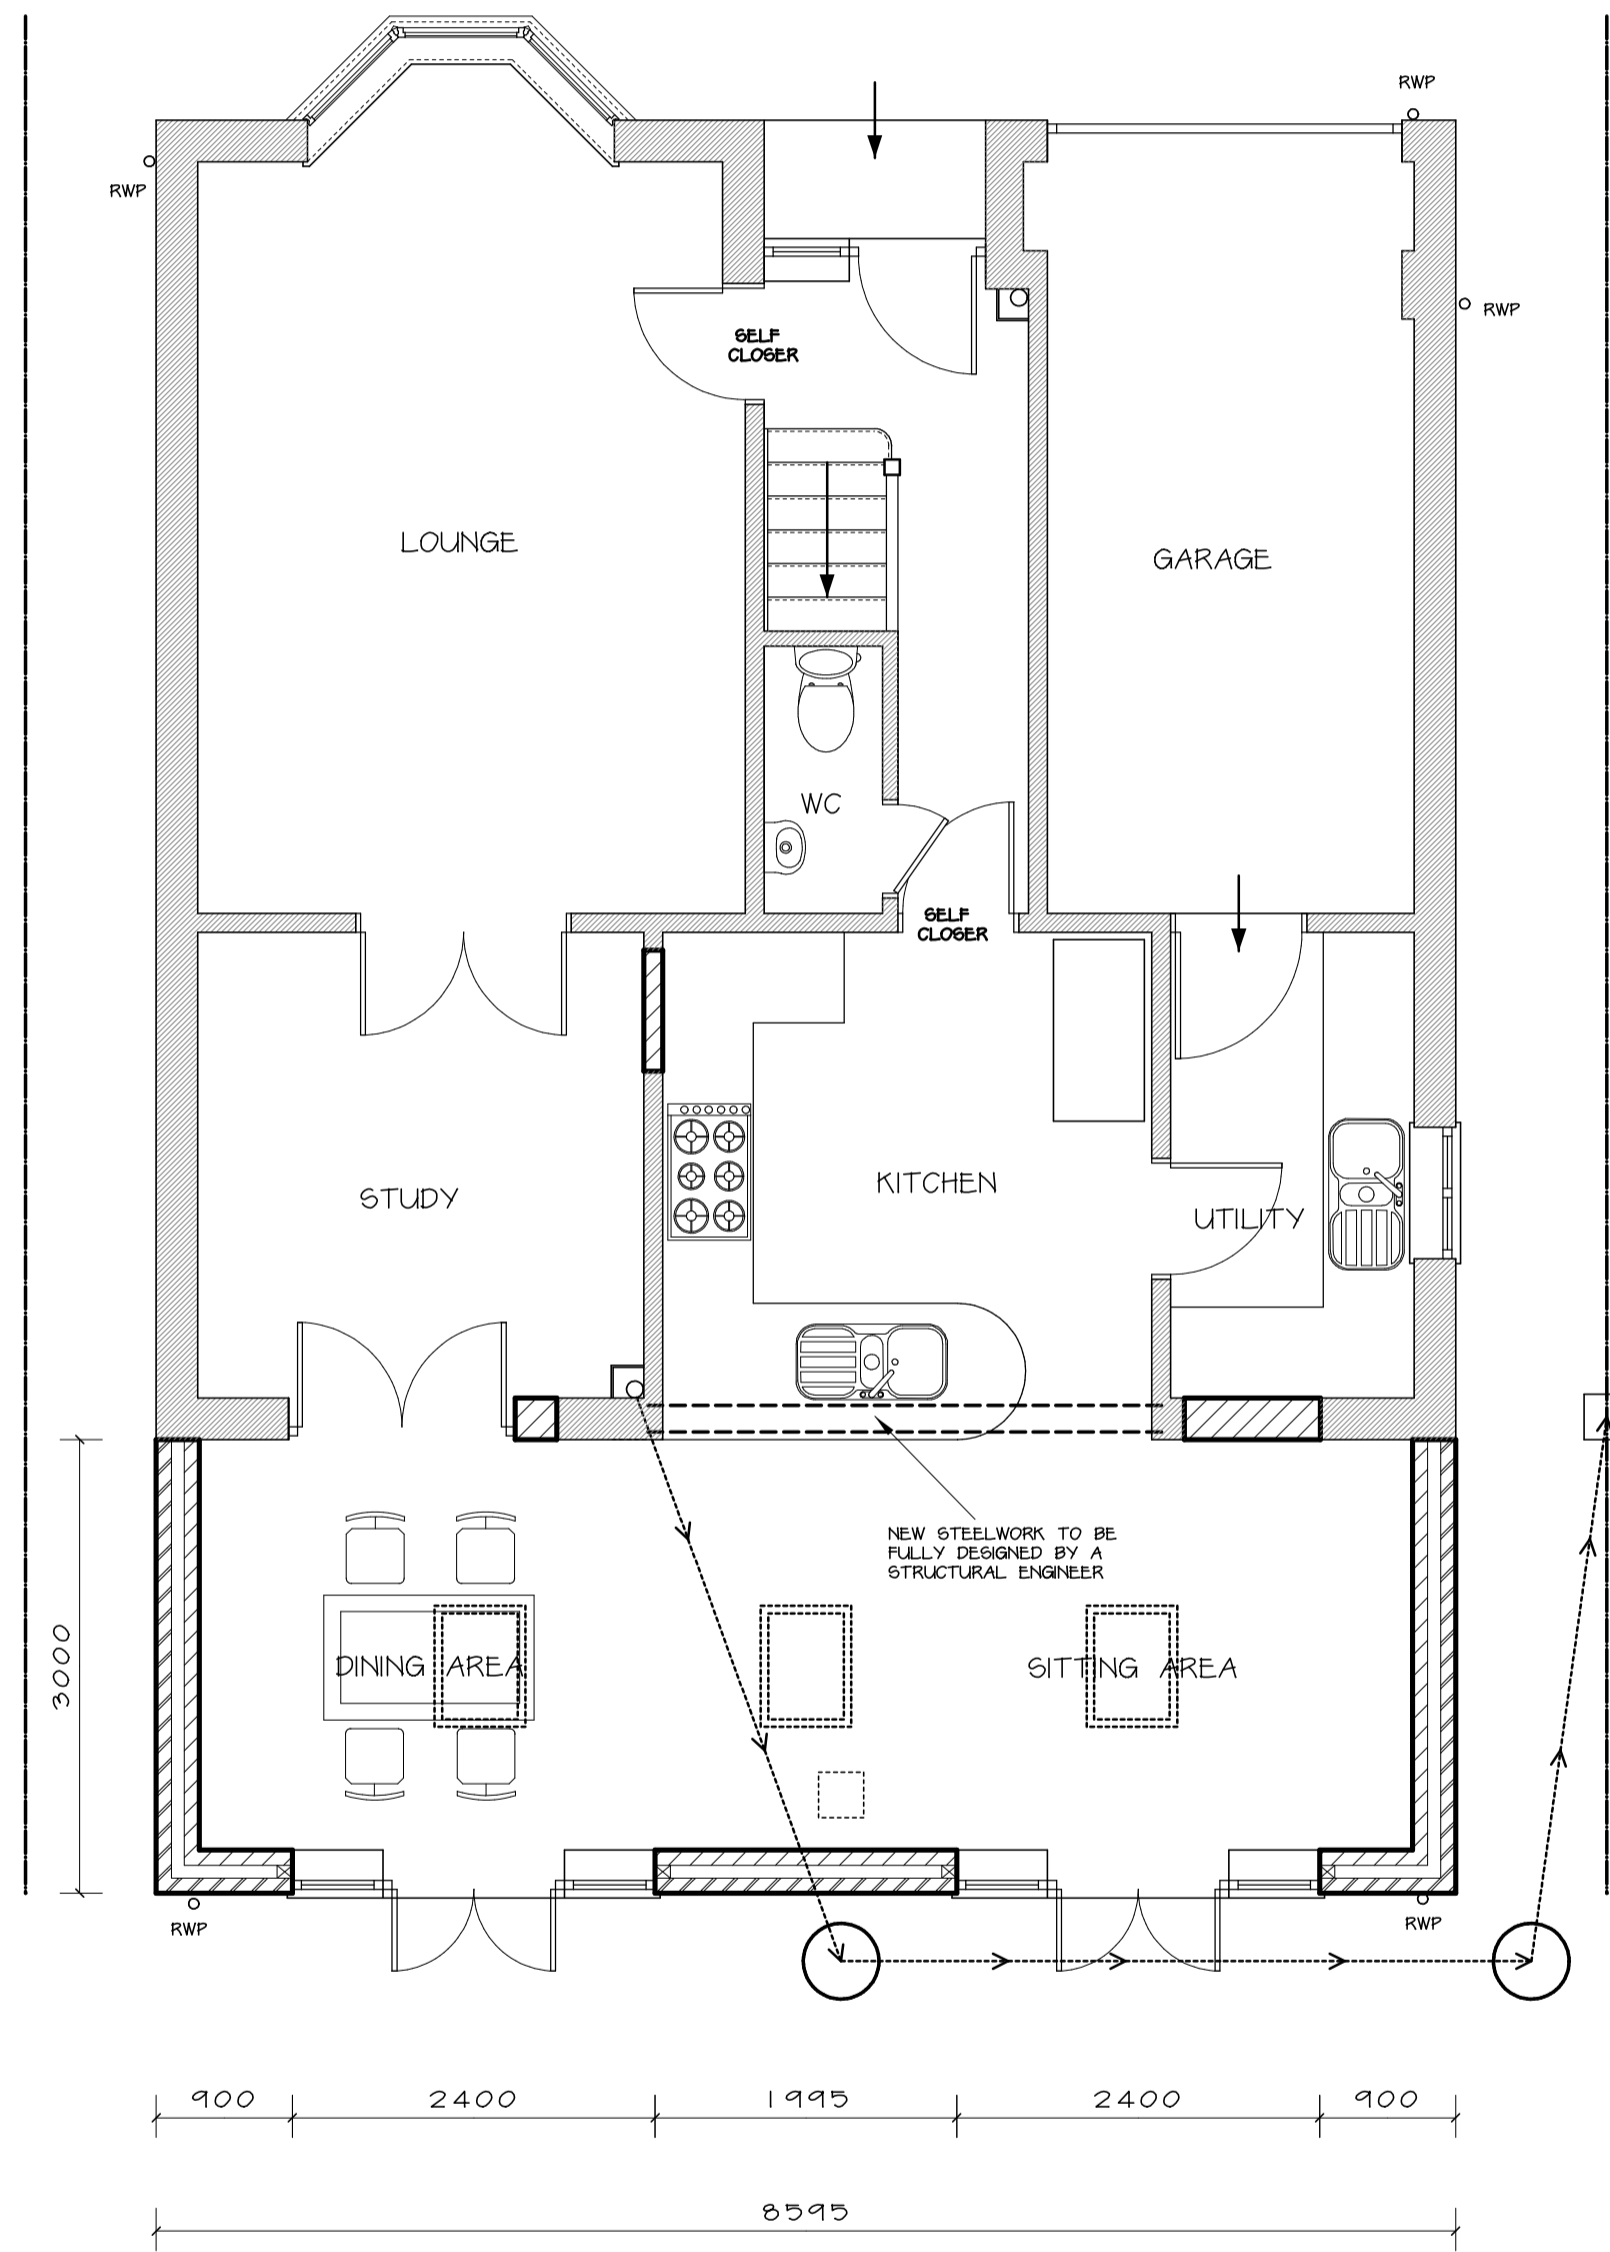 RWP
RWP
RWP
SELF
CLOSER
LOUNGE
GARAGE
WC
SELF
CLOSER
STUDY
KITCHEN
UTILITY
NEW STEELWORK TO BE
FULLY DESIGNED BY A
STRUCTURAL ENGINEER
3000
DINING AREA
SITTING AREA
RWP
RWP
900
2400
1995
2400
900
8595